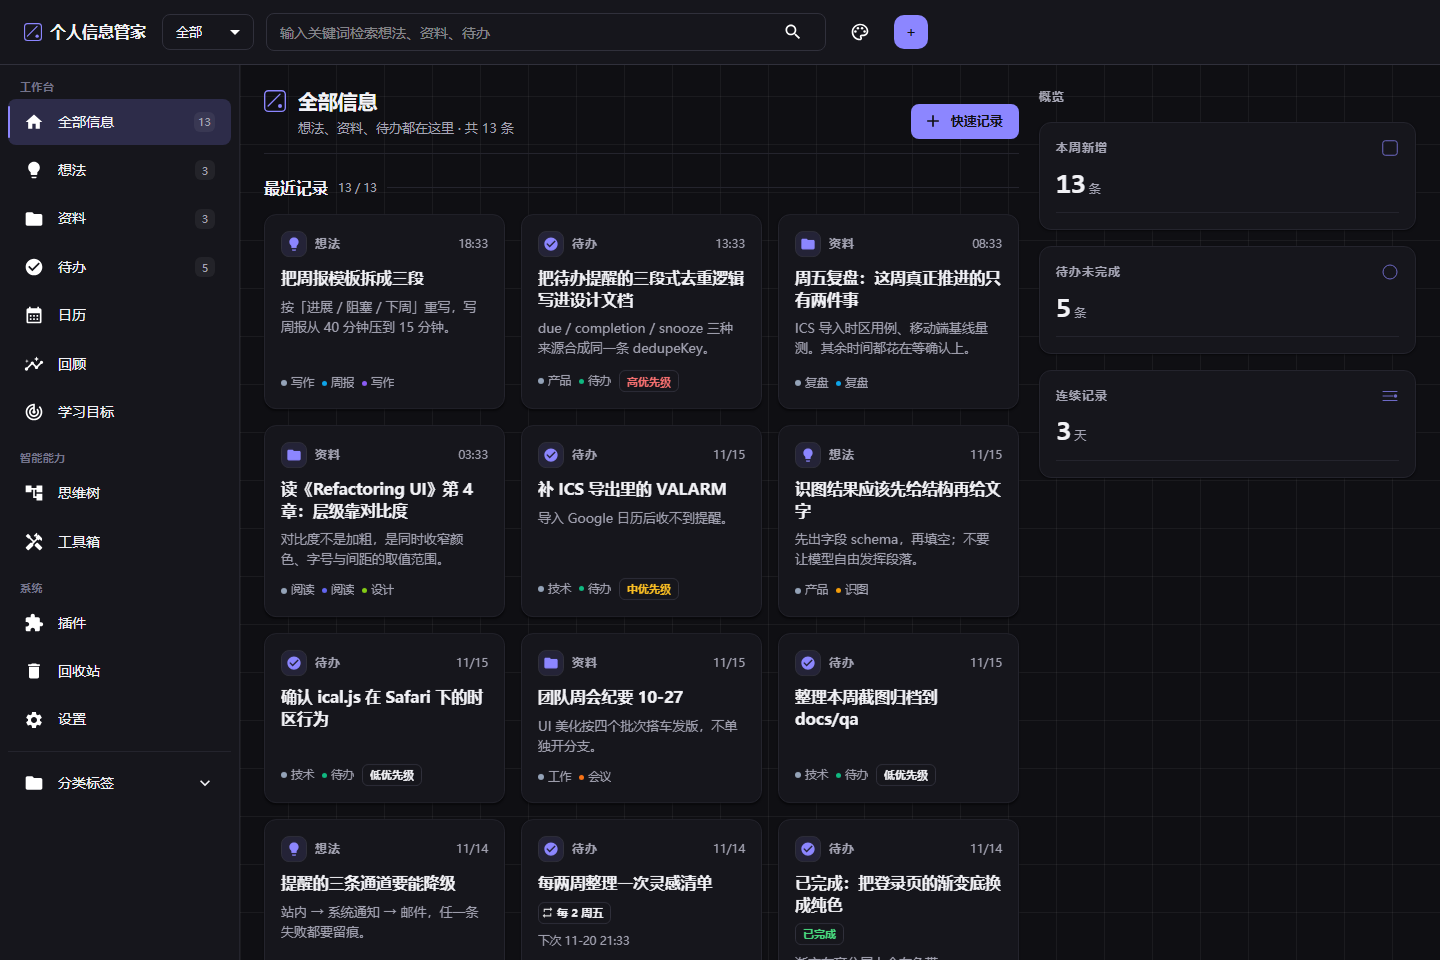 个人信息管家
全部
输入关键词检索想法、资料、待办
+
工作台
全部信息 13
想法 3
资料 3
待办 5
日历
回顾
学习目标
智能能力
思维树
工具箱
系统
插件
回收站
设置
分类标签
全部信息
想法、资料、待办都在这里 · 共 13 条
快速记录
最近记录 13 / 13
想法 18:33
把周报模板拆成三段
按「进展 / 阻塞 / 下周」重写，写
周报从 40 分钟压到 15 分钟。
写作 周报 写作
待办 13:33
把待办提醒的三段式去重逻辑
写进设计文档
due / completion / snooze 三种
来源合成同一条 dedupeKey。
产品 待办 高优先级
资料 08:33
周五复盘：这周真正推进的只
有两件事
ICS 导入时区用例、移动端基线量
测。其余时间都花在等确认上。
复盘 复盘
资料 03:33
读《Refactoring UI》第 4
章：层级靠对比度
对比度不是加粗，是同时收窄颜
色、字号与间距的取值范围。
阅读 阅读 设计
待办 11/15
补 ICS 导出里的 VALARM
导入 Google 日历后收不到提醒。
技术 待办 中优先级
想法 11/15
识图结果应该先给结构再给文
字
先出字段 schema，再填空；不要
让模型自由发挥段落。
产品 识图
待办 11/15
确认 ical.js 在 Safari 下的时
区行为
技术 待办 低优先级
资料 11/15
团队周会纪要 10-27
UI 美化按四个批次搭车发版，不单
独开分支。
工作 会议
待办 11/15
整理本周截图归档到
docs/qa
技术 待办 低优先级
想法 11/14
提醒的三条通道要能降级
站内 → 系统通知 → 邮件，任一条
失败都要留痕。
待办 11/14
每两周整理一次灵感清单
每 2 周五
下次 11-20 21:33
待办 11/14
已完成：把登录页的渐变底换
成纯色
已完成
概览
本周新增
13 条
待办未完成
5 条
连续记录
3 天